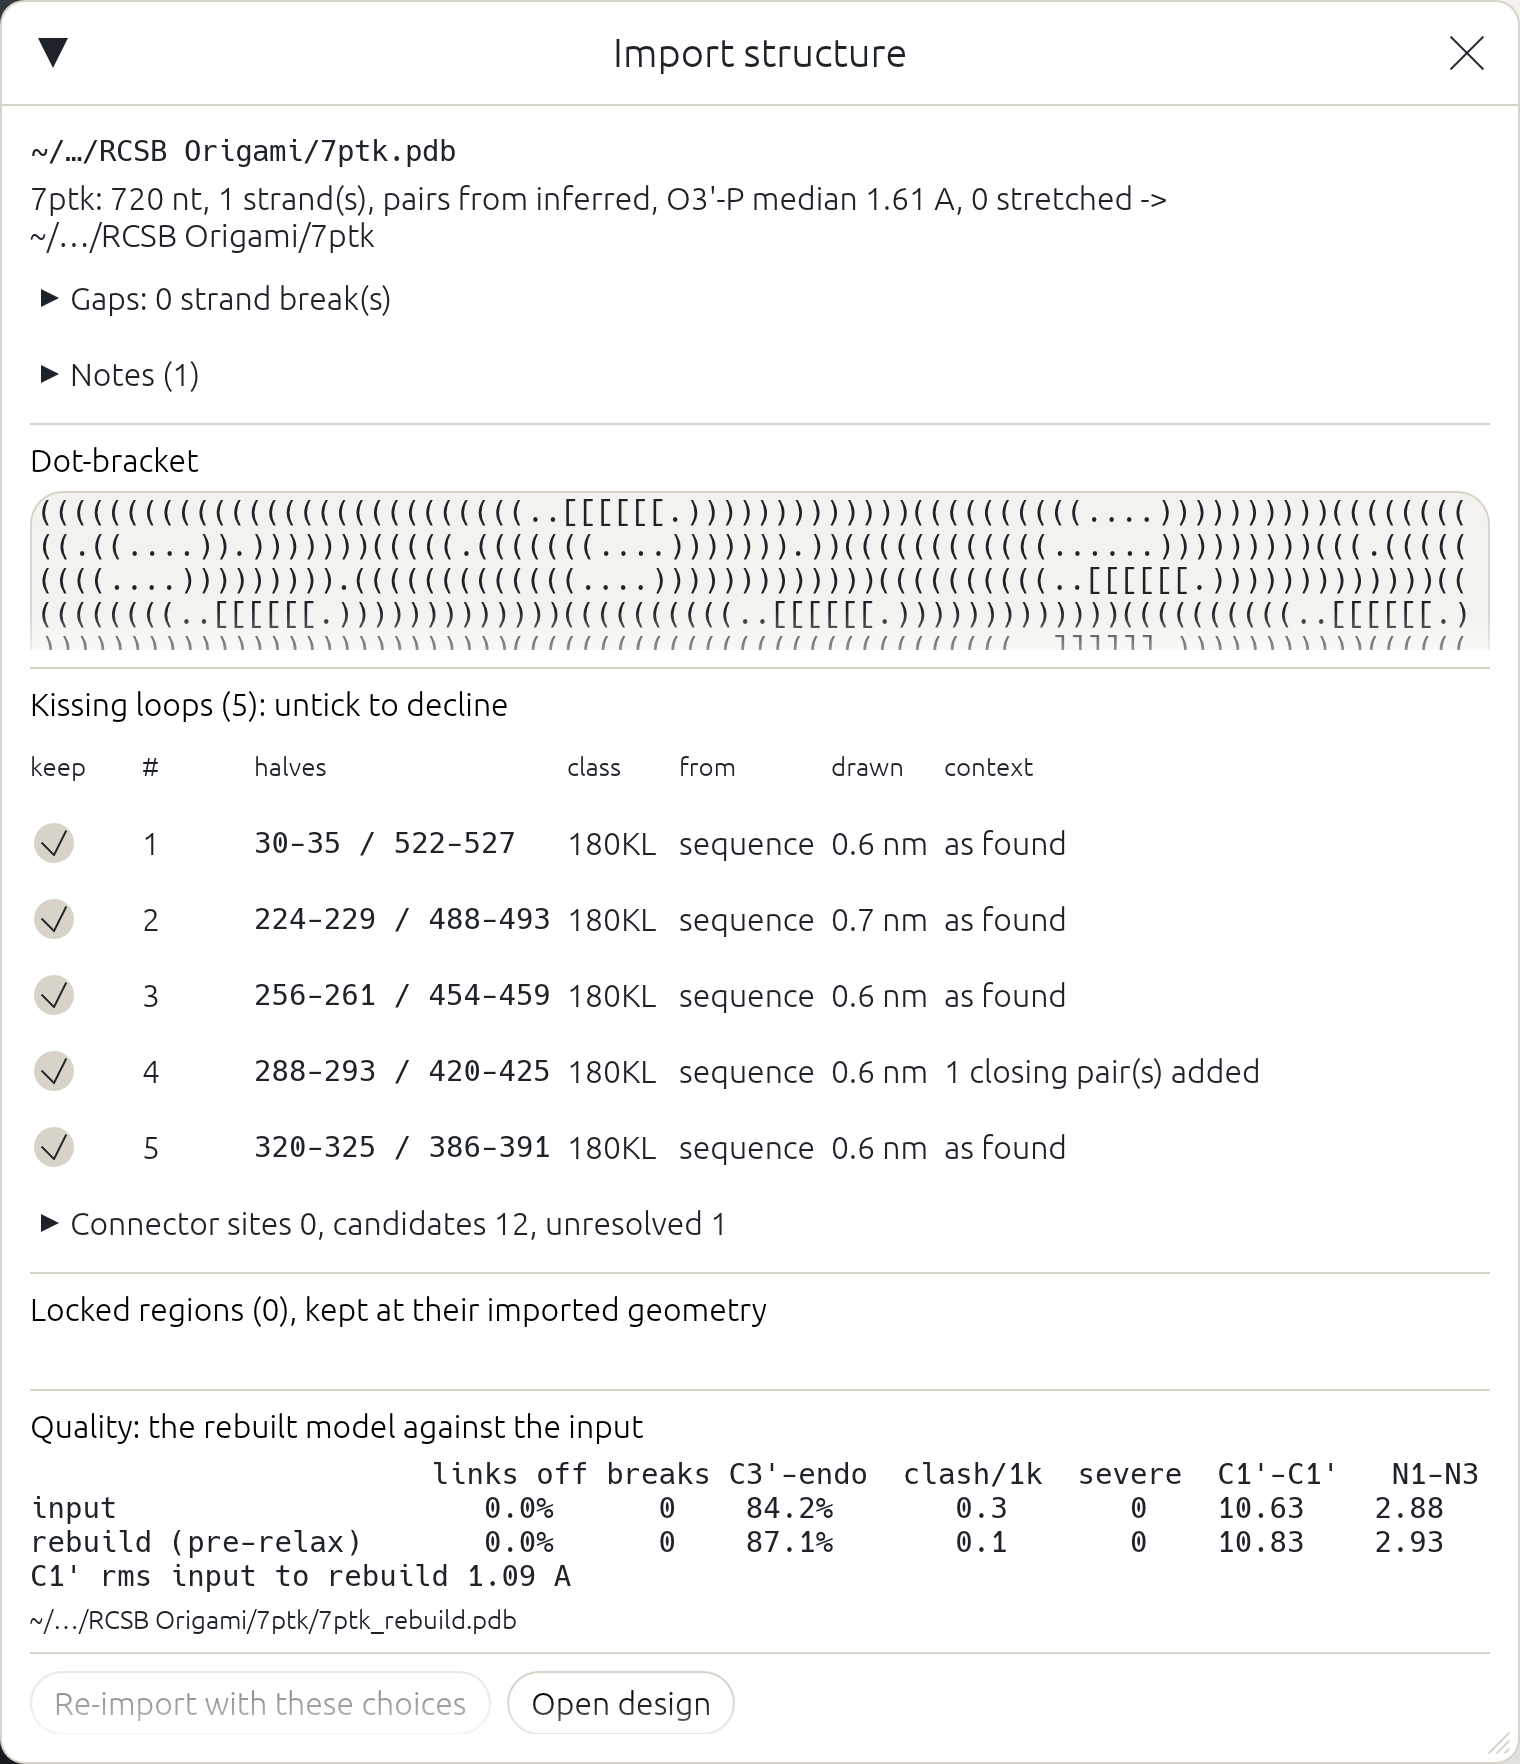 Import structure
~/…/RCSB Origami/7ptk.pdb
7ptk: 720 nt, 1 strand(s), pairs from inferred, O3'-P median 1.61 A, 0 stretched ->
~/…/RCSB Origami/7ptk
Gaps: 0 strand break(s)
Notes (1)
Dot-bracket
((((((((((((((((((((((((((((..[[[[[[.)))))))))))))((((((((((....))))))))))((((((((
((.((....)).)))))))(((((.(((((((....))))))).))((((((((((((......)))))))))(((.(((((
((((....))))))))).(((((((((((((....)))))))))))))((((((((((..[[[[[[.)))))))))))))((
((((((((..[[[[[[.)))))))))))))((((((((((..[[[[[[.)))))))))))))((((((((((..[[[[[[.)
Kissing loops (5): untick to decline
keep # halves class from drawn context
1 30-35 / 522-527 180KL sequence 0.6 nm as found
2 224-229 / 488-493 180KL sequence 0.7 nm as found
3 256-261 / 454-459 180KL sequence 0.6 nm as found
4 288-293 / 420-425 180KL sequence 0.6 nm 1 closing pair(s) added
5 320-325 / 386-391 180KL sequence 0.6 nm as found
Connector sites 0, candidates 12, unresolved 1
Locked regions (0), kept at their imported geometry
Quality: the rebuilt model against the input
links off breaks C3'-endo clash/1k severe C1'-C1' N1-N3
input 0.0% 0 84.2% 0.3 0 10.63 2.88
rebuild (pre-relax) 0.0% 0 87.1% 0.1 0 10.83 2.93
C1' rms input to rebuild 1.09 A
~/…/RCSB Origami/7ptk/7ptk_rebuild.pdb
Re-import with these choices
Open design